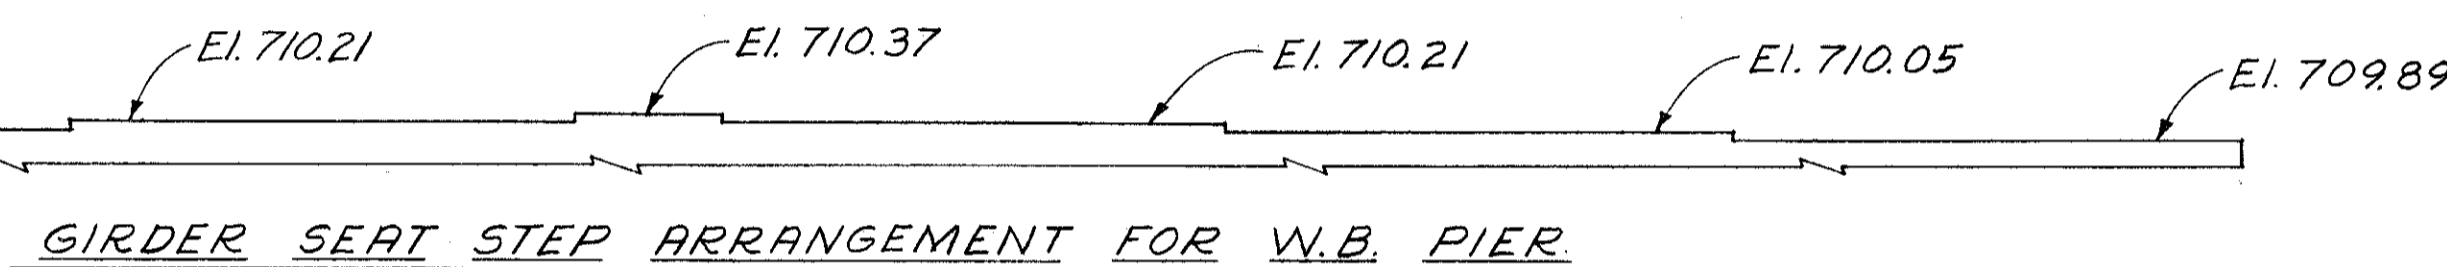 El. 710.21 El. 710.37 El. 710.21 El. 710.05 El. 709.89
GIRDER SEAT STEP ARRANGEMENT FOR W.B. PIER.